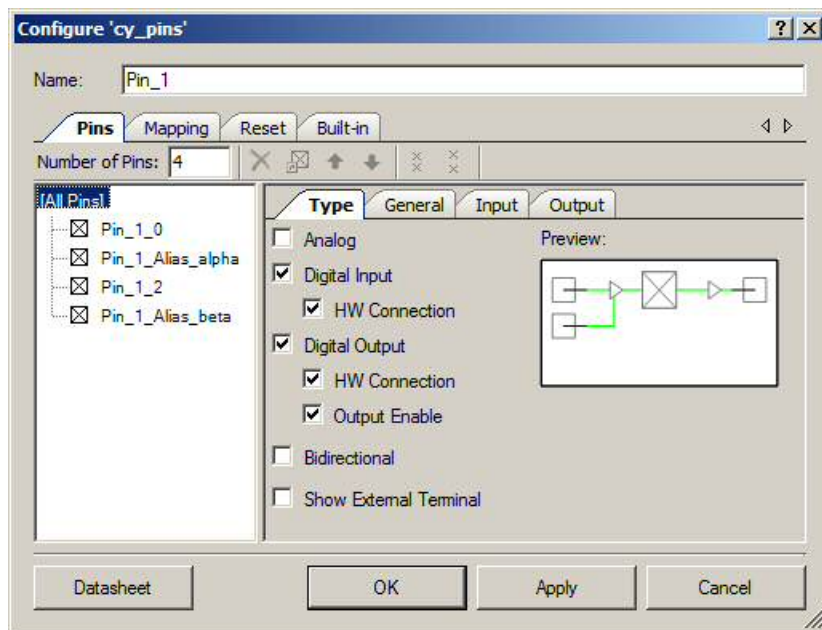 Configure 'cy_pins'
Name: Pin_1
Pins Mapping Reset Built-in
Number of Pins: 4
[All Pins]
Pin_1_0
Pin_1_Alias_alpha
Pin_1_2
Pin_1_Alias_beta
Type General Input Output
Analog
Preview:
Digital Input
HW Connection
Digital Output
HW Connection
Output Enable
Bidirectional
Show External Terminal
Datasheet OK Apply Cancel